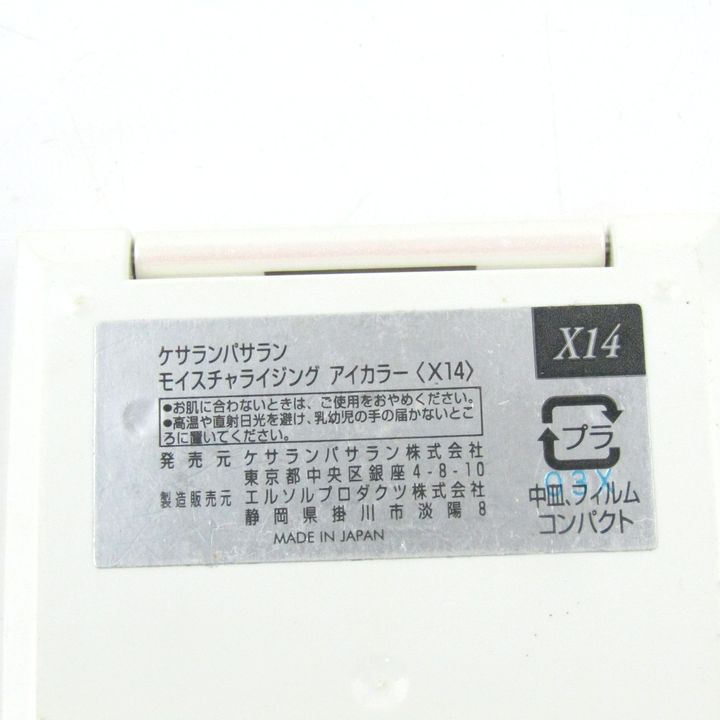 ケサランパサラン
モイスチャライジング アイカラー〈X14〉
X14
●お肌に合わないときは、ご使用をおやめください。
●高温や直射日光を避け、乳幼児の手の届かないとこ
ろに置いてください。
発売元 ケサランパサラン株式会社
東京都中央区銀座4-8-10
製造販売元 エルソルプロダクツ株式会社
静岡県掛川市淡陽8
MADE IN JAPAN
プラ
03X
中皿、フィルム
コンパクト